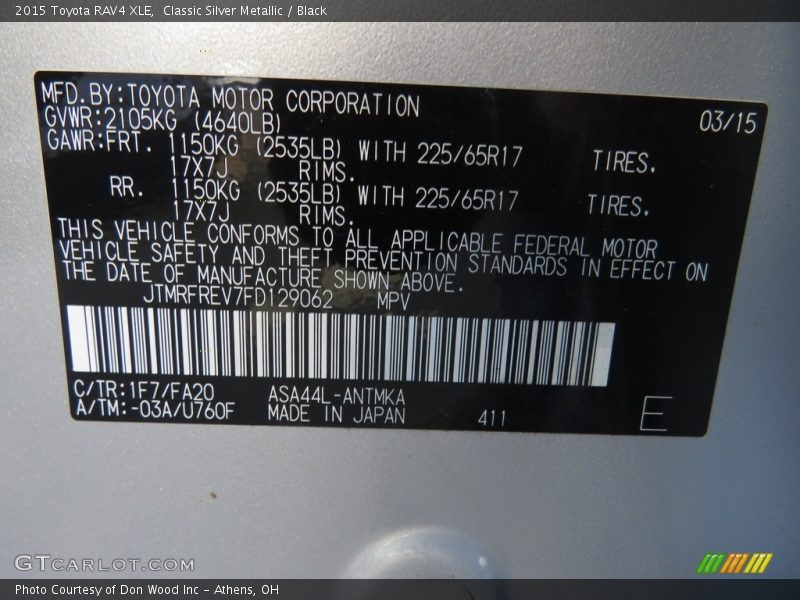 2015 Toyota RAV4 XLE, Classic Silver Metallic / Black
MFD.BY:TOYOTA MOTOR CORPORATION 03/15
GVWR:2105KG (4640LB)
GAWR:FRT. 1150KG (2535LB) WITH 225/65R17 TIRES.
17X7J RIMS.
RR. 1150KG (2535LB) WITH 225/65R17 TIRES.
17X7J RIMS.
THIS VEHICLE CONFORMS TO ALL APPLICABLE FEDERAL MOTOR
VEHICLE SAFETY AND THEFT PREVENTION STANDARDS IN EFFECT ON
THE DATE OF MANUFACTURE SHOWN ABOVE.
JTMRFREV7FD129062 MPV
C/TR:1F7/FA20 ASA44L-ANTMKA
A/TM:-03A/U760F MADE IN JAPAN 411 E
GTCARLOT.COM
Photo Courtesy of Don Wood Inc - Athens, OH